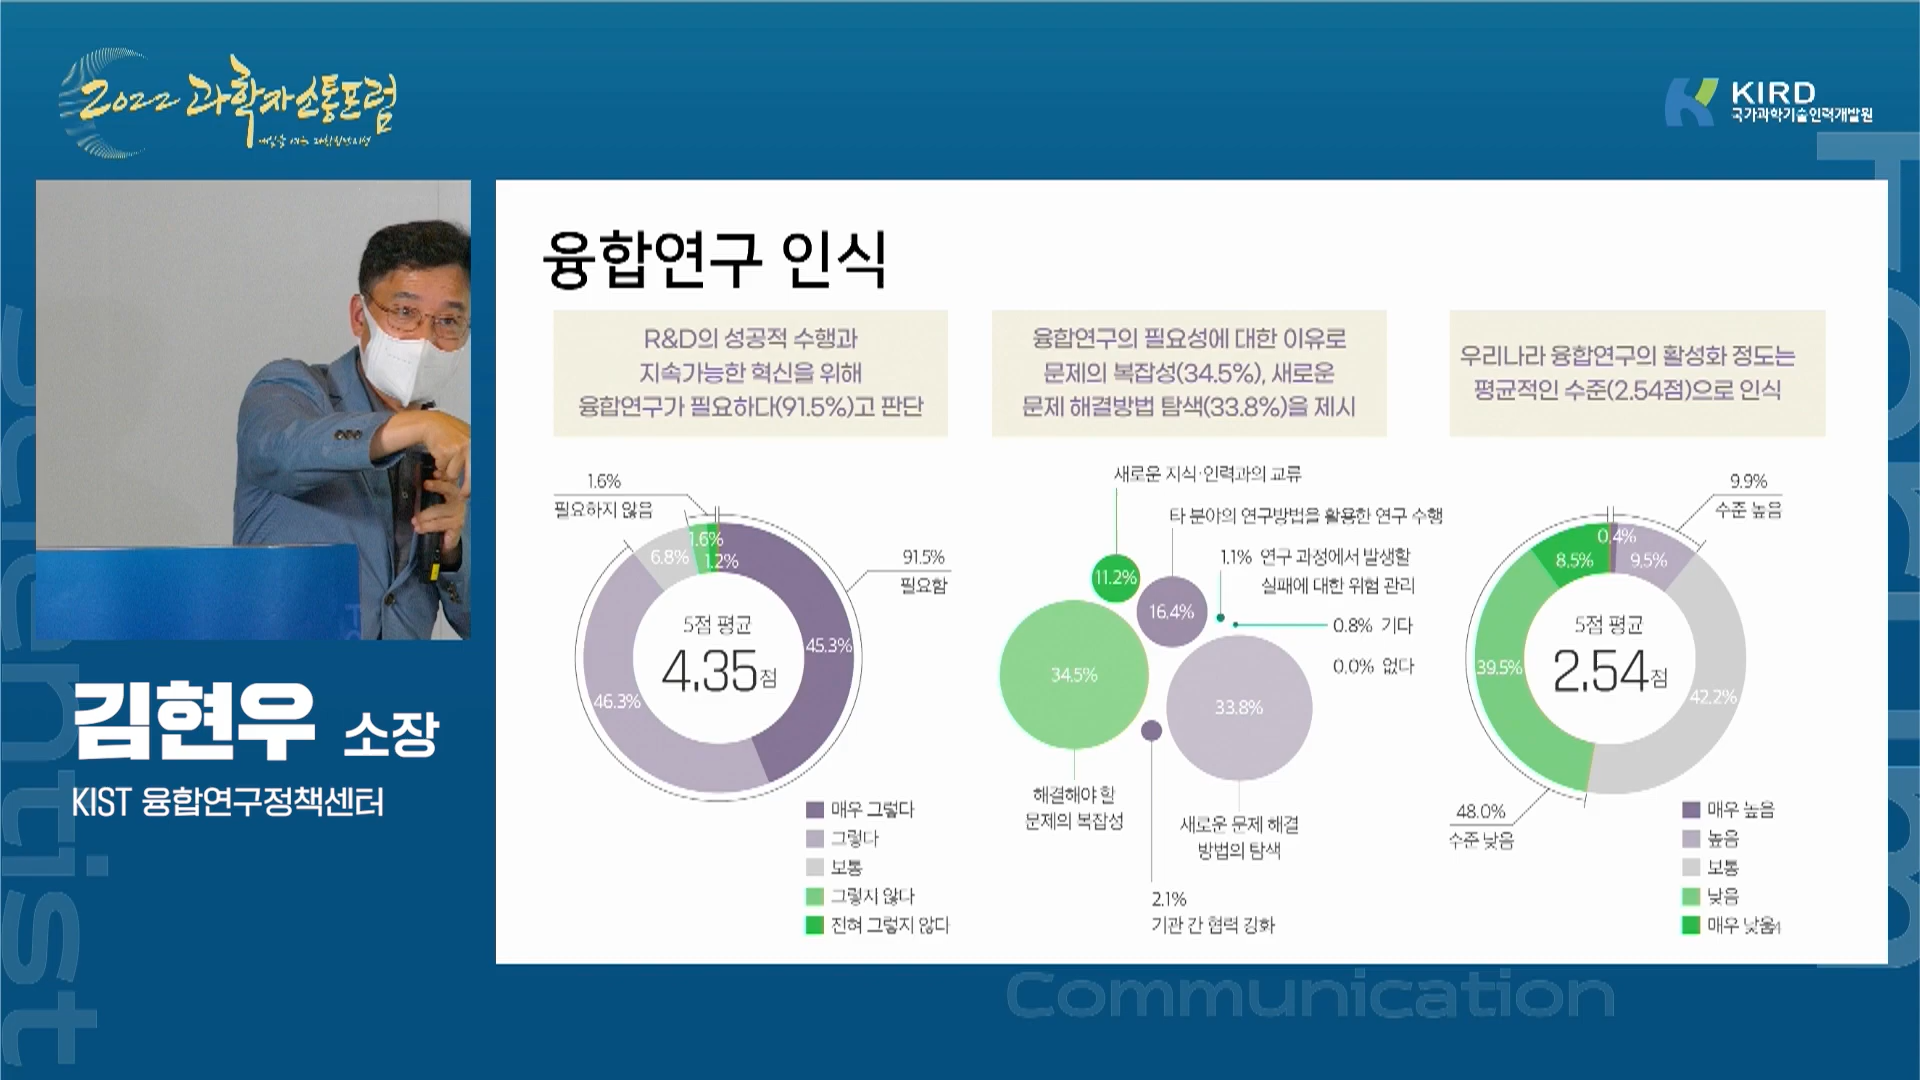 2022 과학자소통포럼
KIRD
국가과학기술인력개발원
융합연구 인식
R&D의 성공적 수행과
지속가능한 혁신을 위해
융합연구가 필요하다(91.5%)고 판단
융합연구의 필요성에 대한 이유로
문제의 복잡성(34.5%), 새로운
문제 해결방법 탐색(33.8%)을 제시
우리나라 융합연구의 활성화 정도는
평균적인 수준(2.54점)으로 인식
1.6%
필요하지 않음
6.8%
1.6%
1.2%
91.5%
필요함
45.3%
46.3%
5점 평균
4.35점
매우 그렇다
그렇다
보통
그렇지 않다
전혀 그렇지 않다
새로운 지식·인력과의 교류
타 분야의 연구방법을 활용한 연구 수행
1.1% 연구 과정에서 발생할
실패에 대한 위험 관리
11.2%
16.4%
0.8% 기타
0.0% 없다
34.5%
33.8%
해결해야 할
문제의 복잡성
새로운 문제 해결
방법의 탐색
2.1%
기관 간 협력 강화
9.9%
수준 높음
0.4%
8.5%
9.5%
39.5%
42.2%
5점 평균
2.54점
48.0%
수준 낮음
매우 높음
높음
보통
낮음
매우 낮음
김현우 소장
KIST 융합연구정책센터
Scientist
Forum
Communication